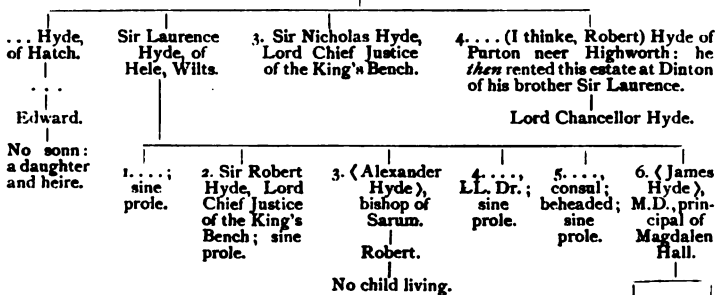 ... Hyde, of Hatch.
Sir Laurence Hyde, of Hele, Wilts.
3. Sir Nicholas Hyde, Lord Chief Justice of the King's Bench.
4.... (I thinke, Robert) Hyde of Purton neer Highworth: he then rented this estate at Dinton of his brother Sir Laurence.
...
Edward.
Lord Chancellor Hyde.
No sonn: a daughter and heire.
1....; sine prole.
2. Sir Robert Hyde, Lord Chief Justice of the King's Bench; sine prole.
3. ⟨Alexander Hyde⟩, bishop of Sarum.
4...., LL. Dr.; sine prole.
5...., consul; beheaded; sine prole.
6. ⟨James Hyde⟩, M.D., principal of Magdalen Hall.
Robert.
No child living.